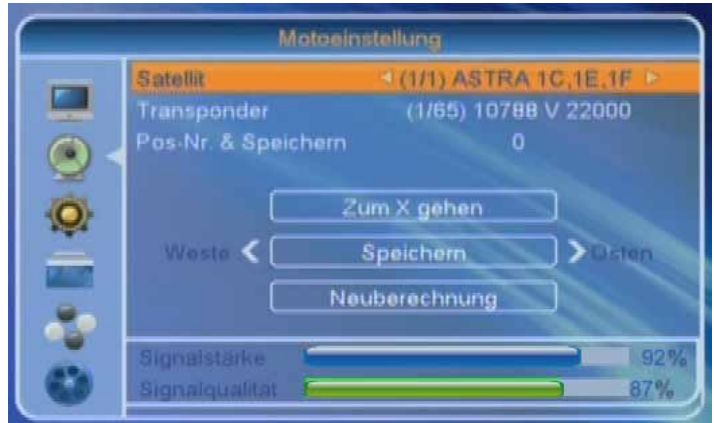 Motoeinstellung
Satellit (1/1) ASTRA 1C,1E,1F
Transponder (1/65) 10788 V 22000
Pos-Nr. & Speichern 0
Zum X gehen
Weste Speichern Osten
Neuberechnung
Signalstärke 92%
Signalqualitat 87%